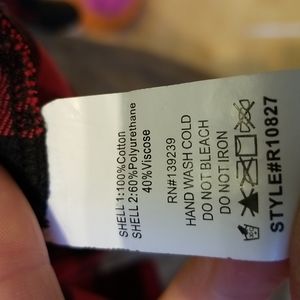 SHELL 1:100%Cotton
SHELL 2:60%Polyurethane
40%Viscose
RN#139239
HAND WASH COLD
DO NOT BLEACH
DO NOT IRON
STYLE#R10827